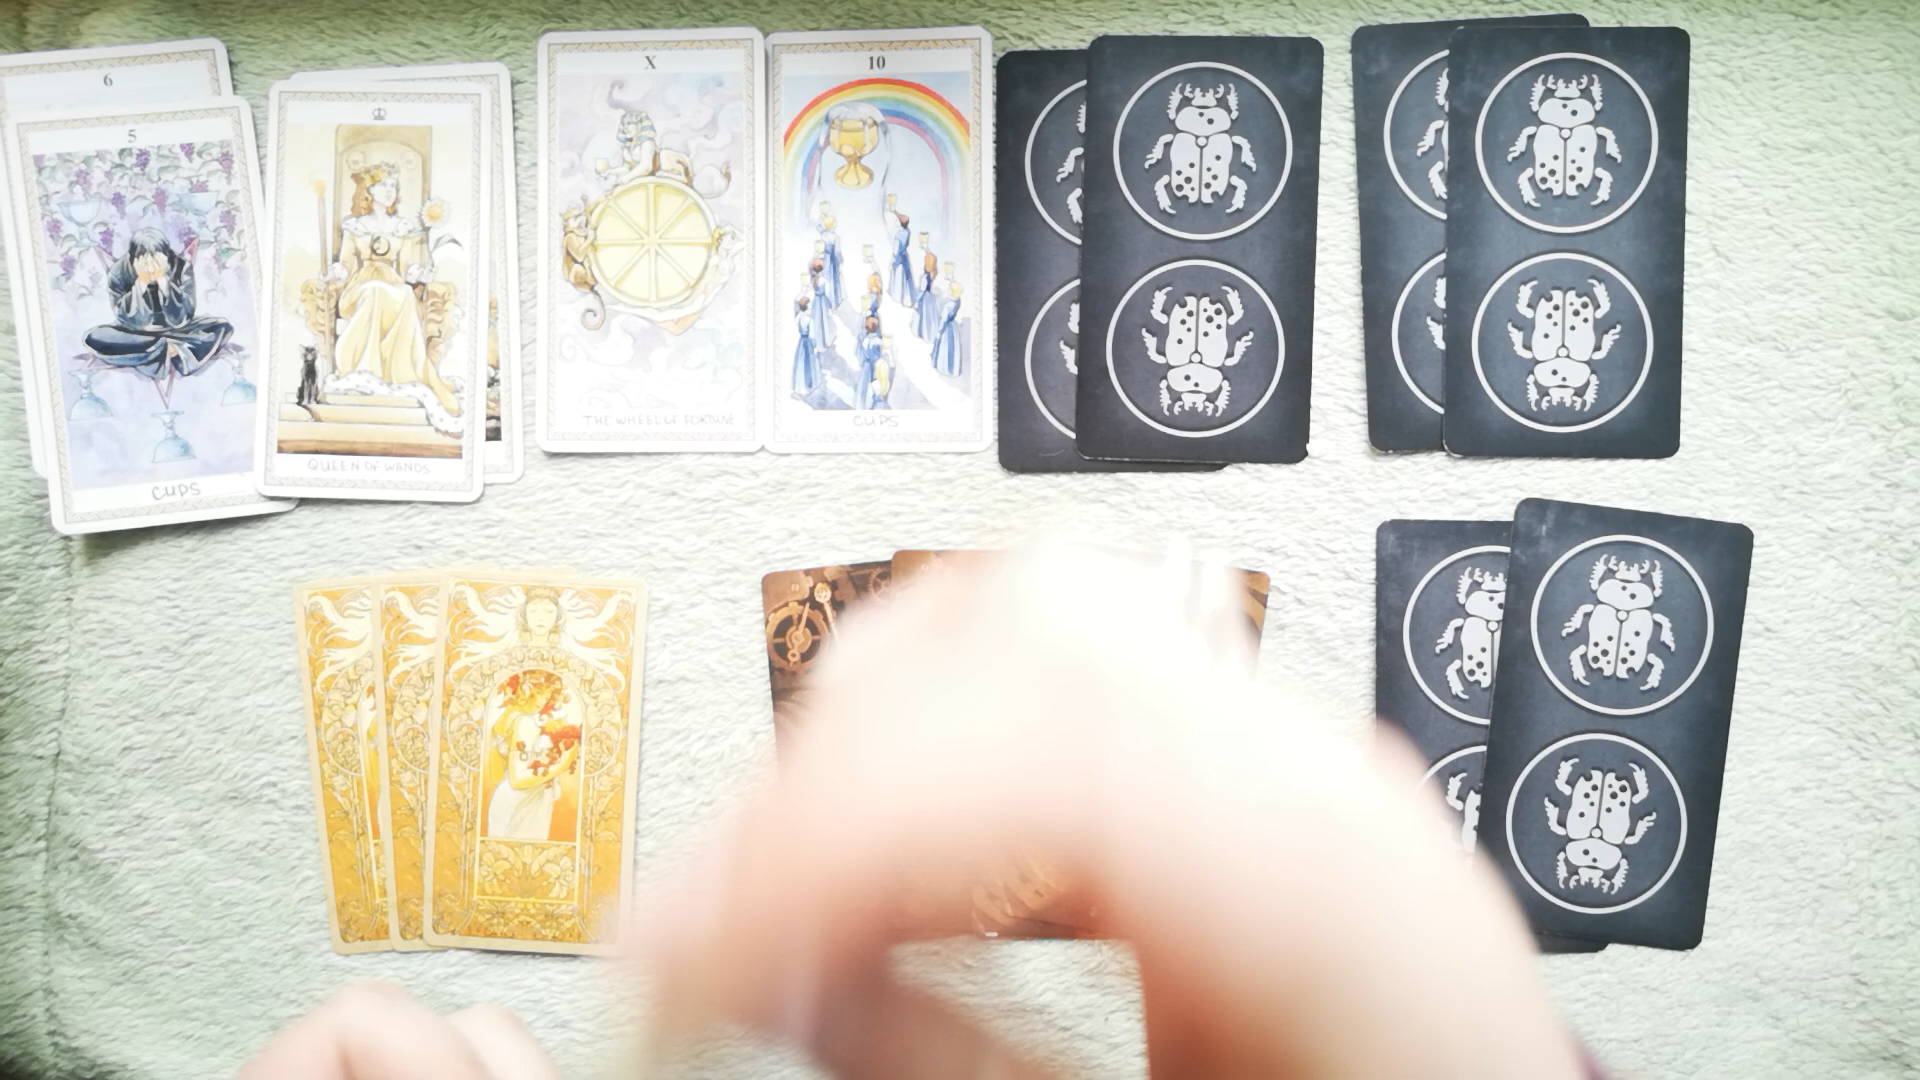 6
5
CUPS
QUEEN OF WANDS
X
THE WHEEL OF FORTUNE
10
CUPS